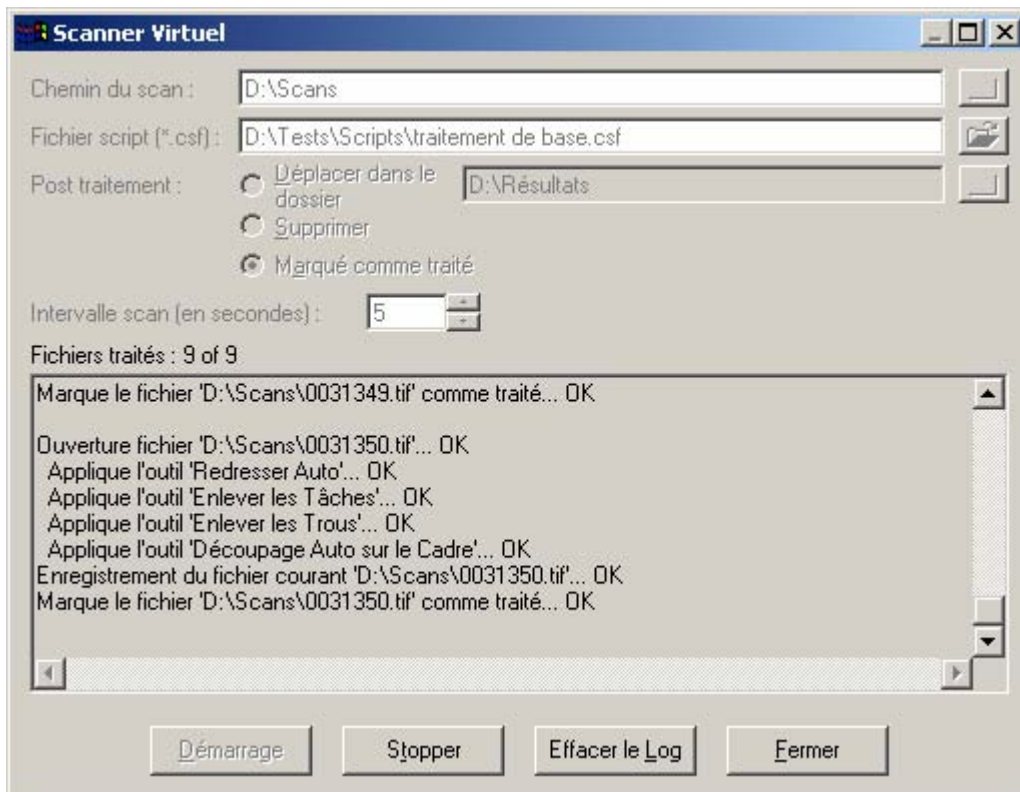 Scanner Virtuel
Chemin du scan : D:\Scans
Fichier script (*.csf) : D:\Tests\Scripts\traitement de base.csf
Post traitement : Déplacer dans le dossier D:\Résultats
Supprimer
Marqué comme traité
Intervalle scan (en secondes) : 5
Fichiers traités : 9 of 9
Marque le fichier 'D:\Scans\0031349.tif' comme traité... OK
Ouverture fichier 'D:\Scans\0031350.tif'... OK
Applique l'outil 'Redresser Auto'... OK
Applique l'outil 'Enlever les Tâches'... OK
Applique l'outil 'Enlever les Trous'... OK
Applique l'outil 'Découpage Auto sur le Cadre'... OK
Enregistrement du fichier courant 'D:\Scans\0031350.tif'... OK
Marque le fichier 'D:\Scans\0031350.tif' comme traité... OK
Démarrage Stopper Effacer le Log Fermer